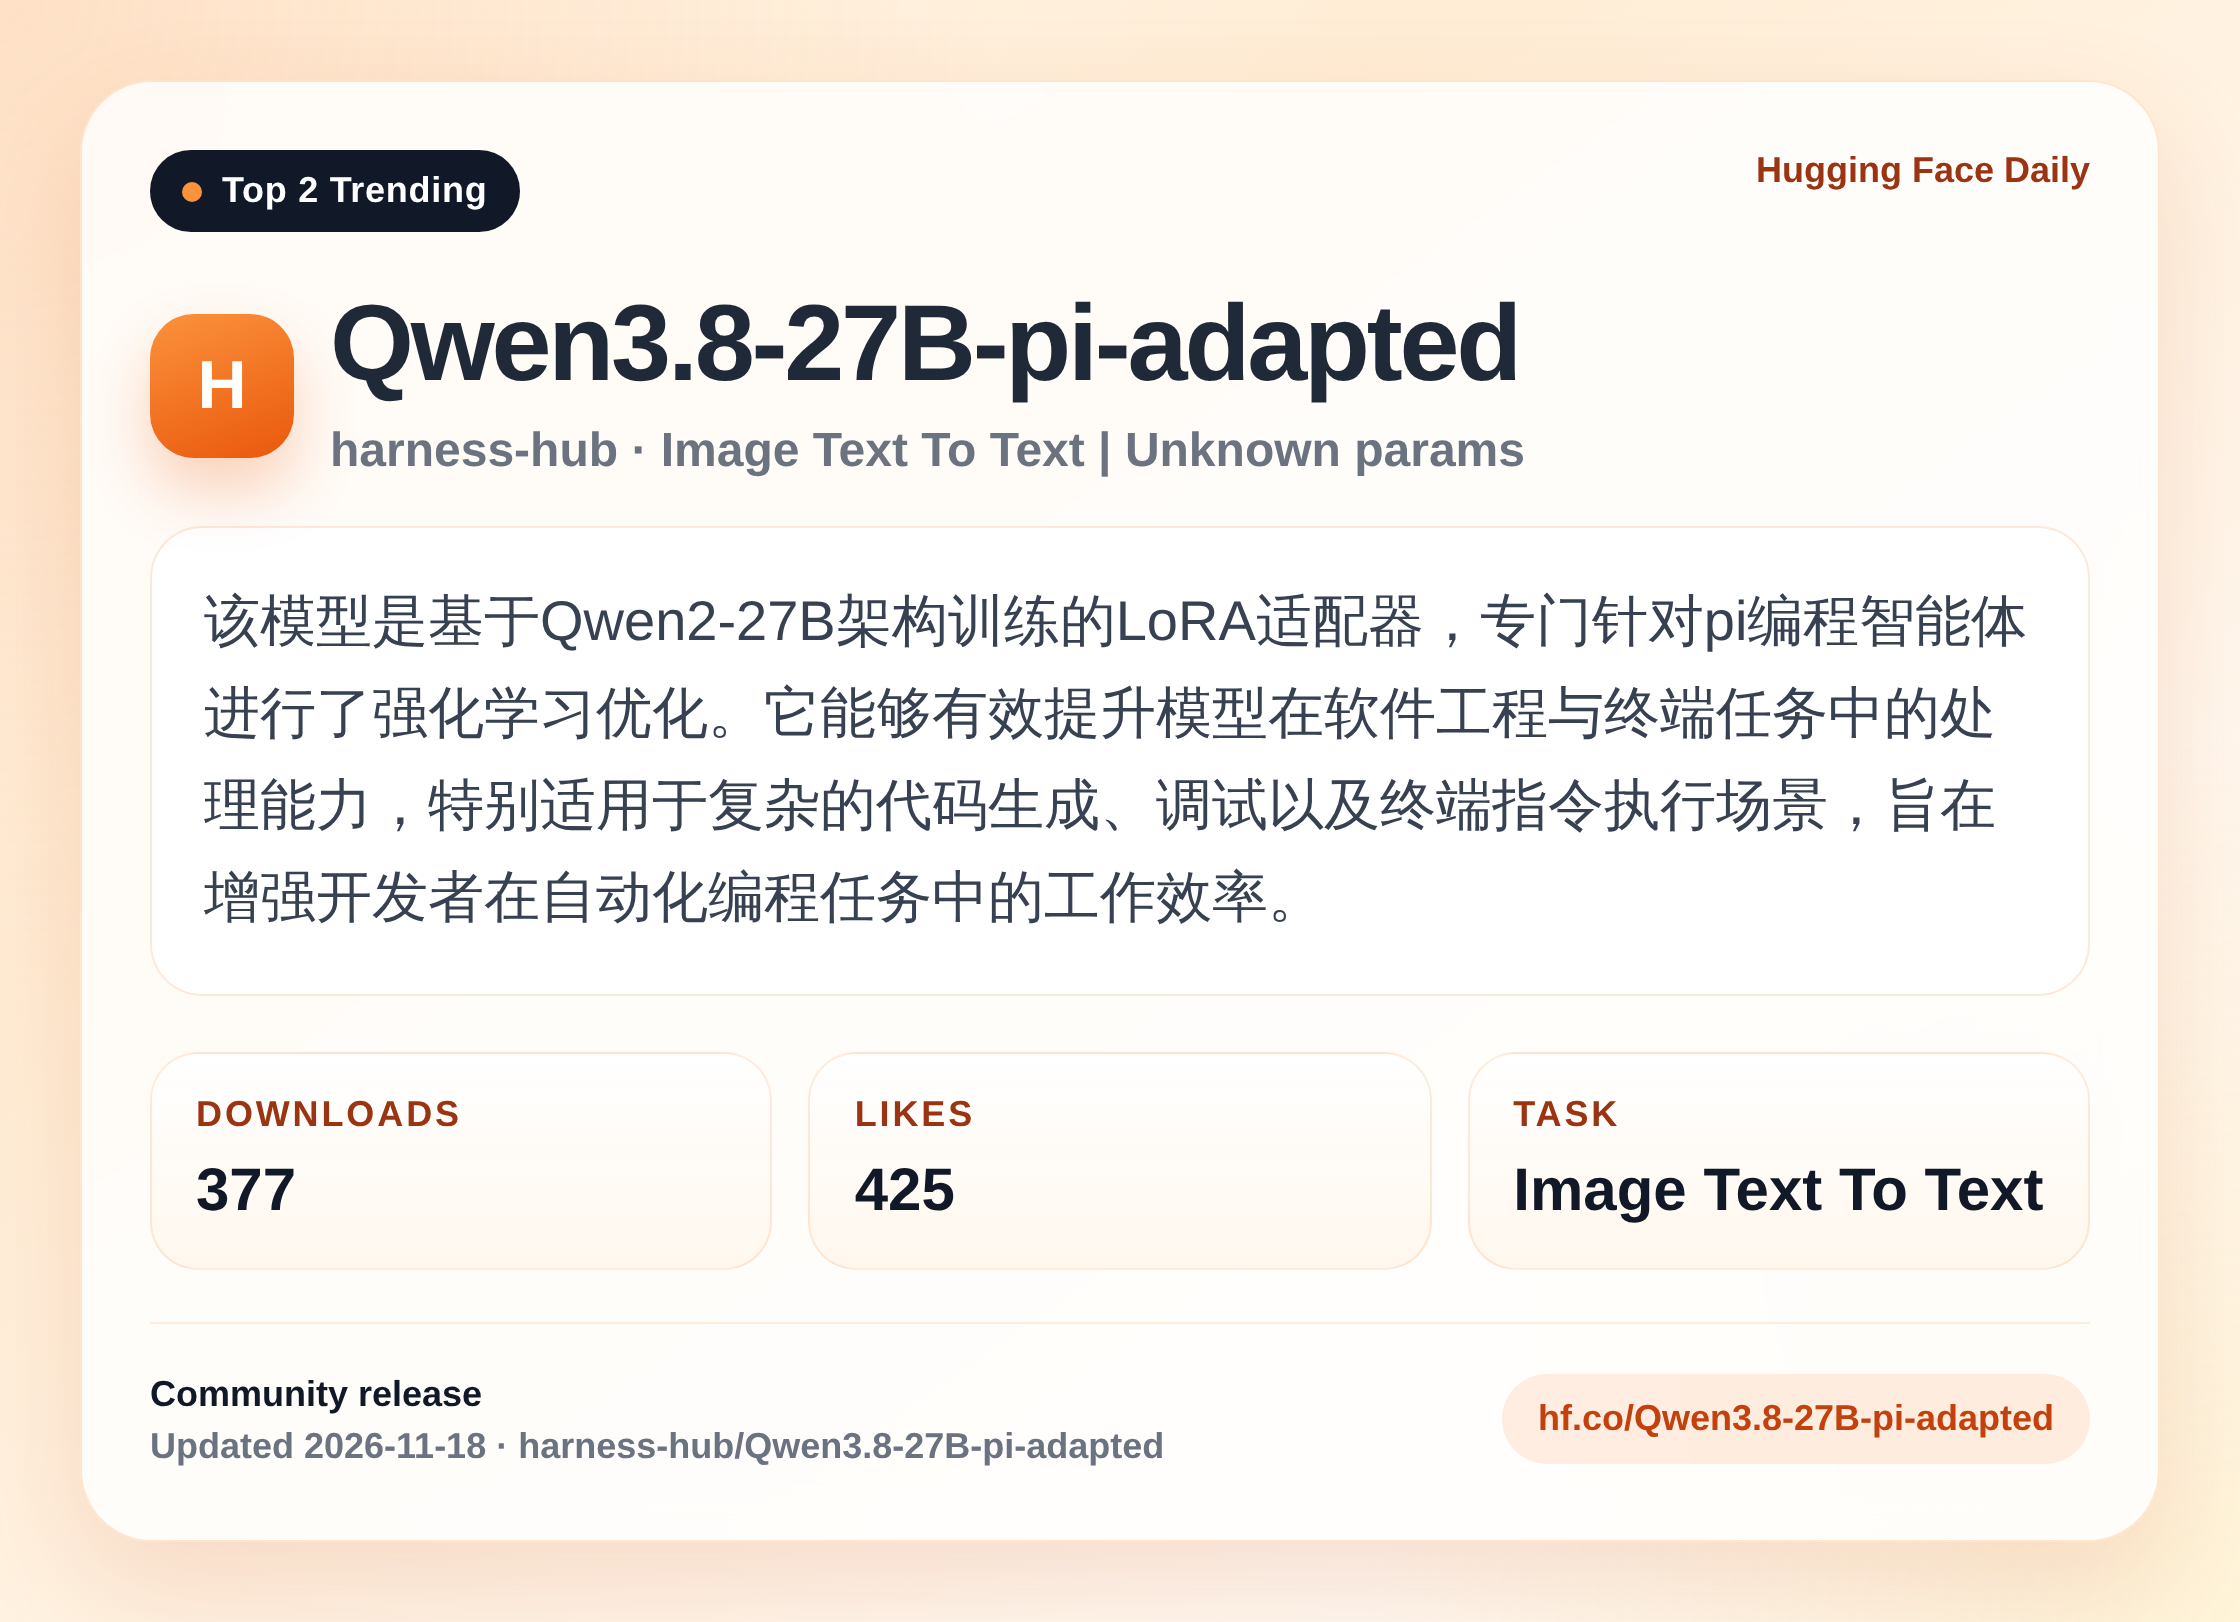 Top 2 Trending
Hugging Face Daily
H
Qwen3.8-27B-pi-adapted
harness-hub · Image Text To Text | Unknown params
该模型是基于Qwen2-27B架构训练的LoRA适配器，专门针对pi编程智能体
进行了强化学习优化。它能够有效提升模型在软件工程与终端任务中的处
理能力，特别适用于复杂的代码生成、调试以及终端指令执行场景，旨在
增强开发者在自动化编程任务中的工作效率。
DOWNLOADS
377
LIKES
425
TASK
Image Text To Text
Community release
Updated 2026-11-18 · harness-hub/Qwen3.8-27B-pi-adapted
hf.co/Qwen3.8-27B-pi-adapted